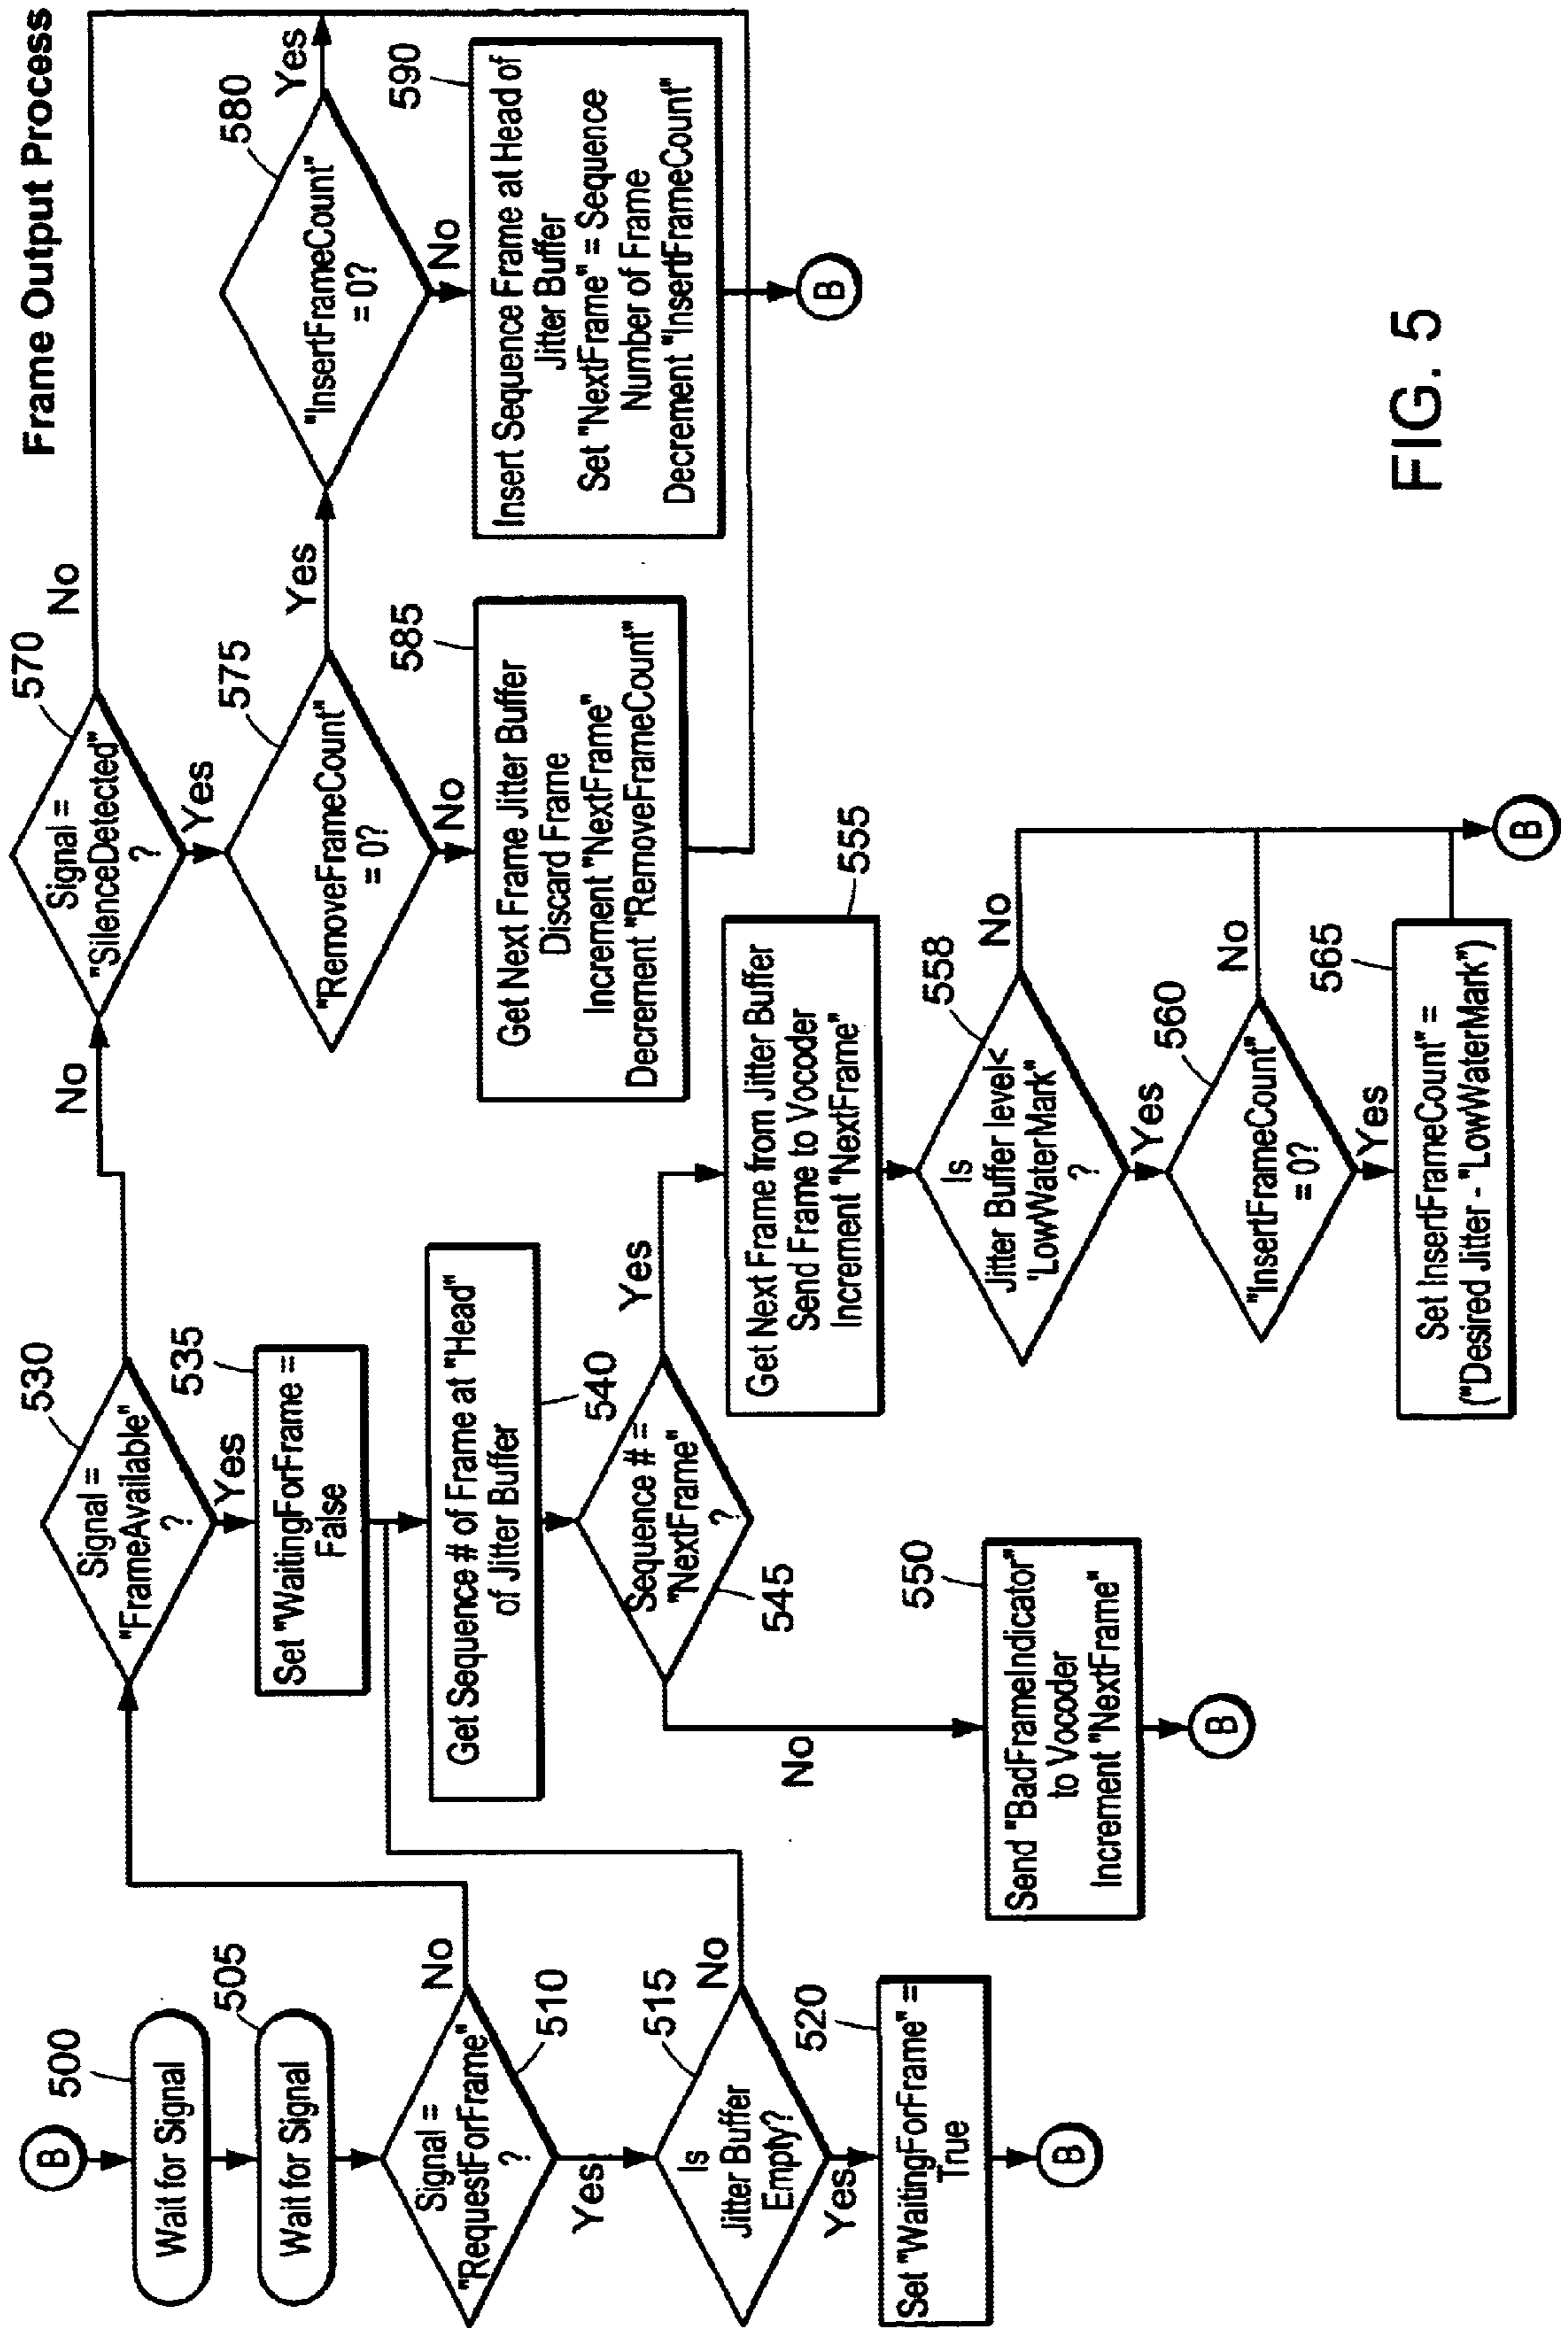 Frame Output Process
B
500
Wait for Signal
505
Wait for Signal
Signal =
"RequestForFrame"
?
510
No
Yes
Is
Jitter Buffer
Empty?
515
No
Yes
520
Set "WaitingForFrame" =
True
B
530
Signal =
"FrameAvailable"
?
No
Yes
535
Set "WaitingForFrame =
False
Get Sequence # of Frame at "Head"
of Jitter Buffer
540
Sequence # =
"NextFrame"
?
545
Yes
No
550
Send "BadFrameIndicator"
to Vocoder
Increment "NextFrame"
B
555
Get Next Frame from Jitter Buffer
Send Frame to Vocoder
Increment "NextFrame"
558
Is
Jitter Buffer level<
'LowWaterMark"
?
No
Yes
560
"InsertFrameCount"
= 0?
No
Yes
565
Set InsertFrameCount" =
("Desired Jitter - "LowWaterMark")
B
570
Signal =
"SilenceDetected"
?
No
Yes
575
"RemoveFrameCount"
= 0?
Yes
No
585
Get Next Frame Jitter Buffer
Discard Frame
Increment "NextFrame"
Decrement "RemoveFrameCount"
580
"InsertFrameCount"
= 0?
Yes
No
590
Insert Sequence Frame at Head of
Jitter Buffer
Set "NextFrame" = Sequence
Number of Frame
Decrement "InsertFrameCount"
B
FIG. 5